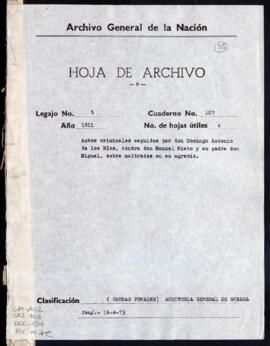 Archivo General de la Nación
HOJA DE ARCHIVO
Legajo No. 5 Cuaderno No. 107
Año 1811 No. de hojas útiles 4
Autos criminales seguidos por don Domingo Antonio
de los Ríos, contra don Manuel Nieto y su padre don
Miguel, sobre maltratos en su agravio.
Clasificación ( CAUSAS PENALES) AUDITORIA GENERAL DE GUERRA